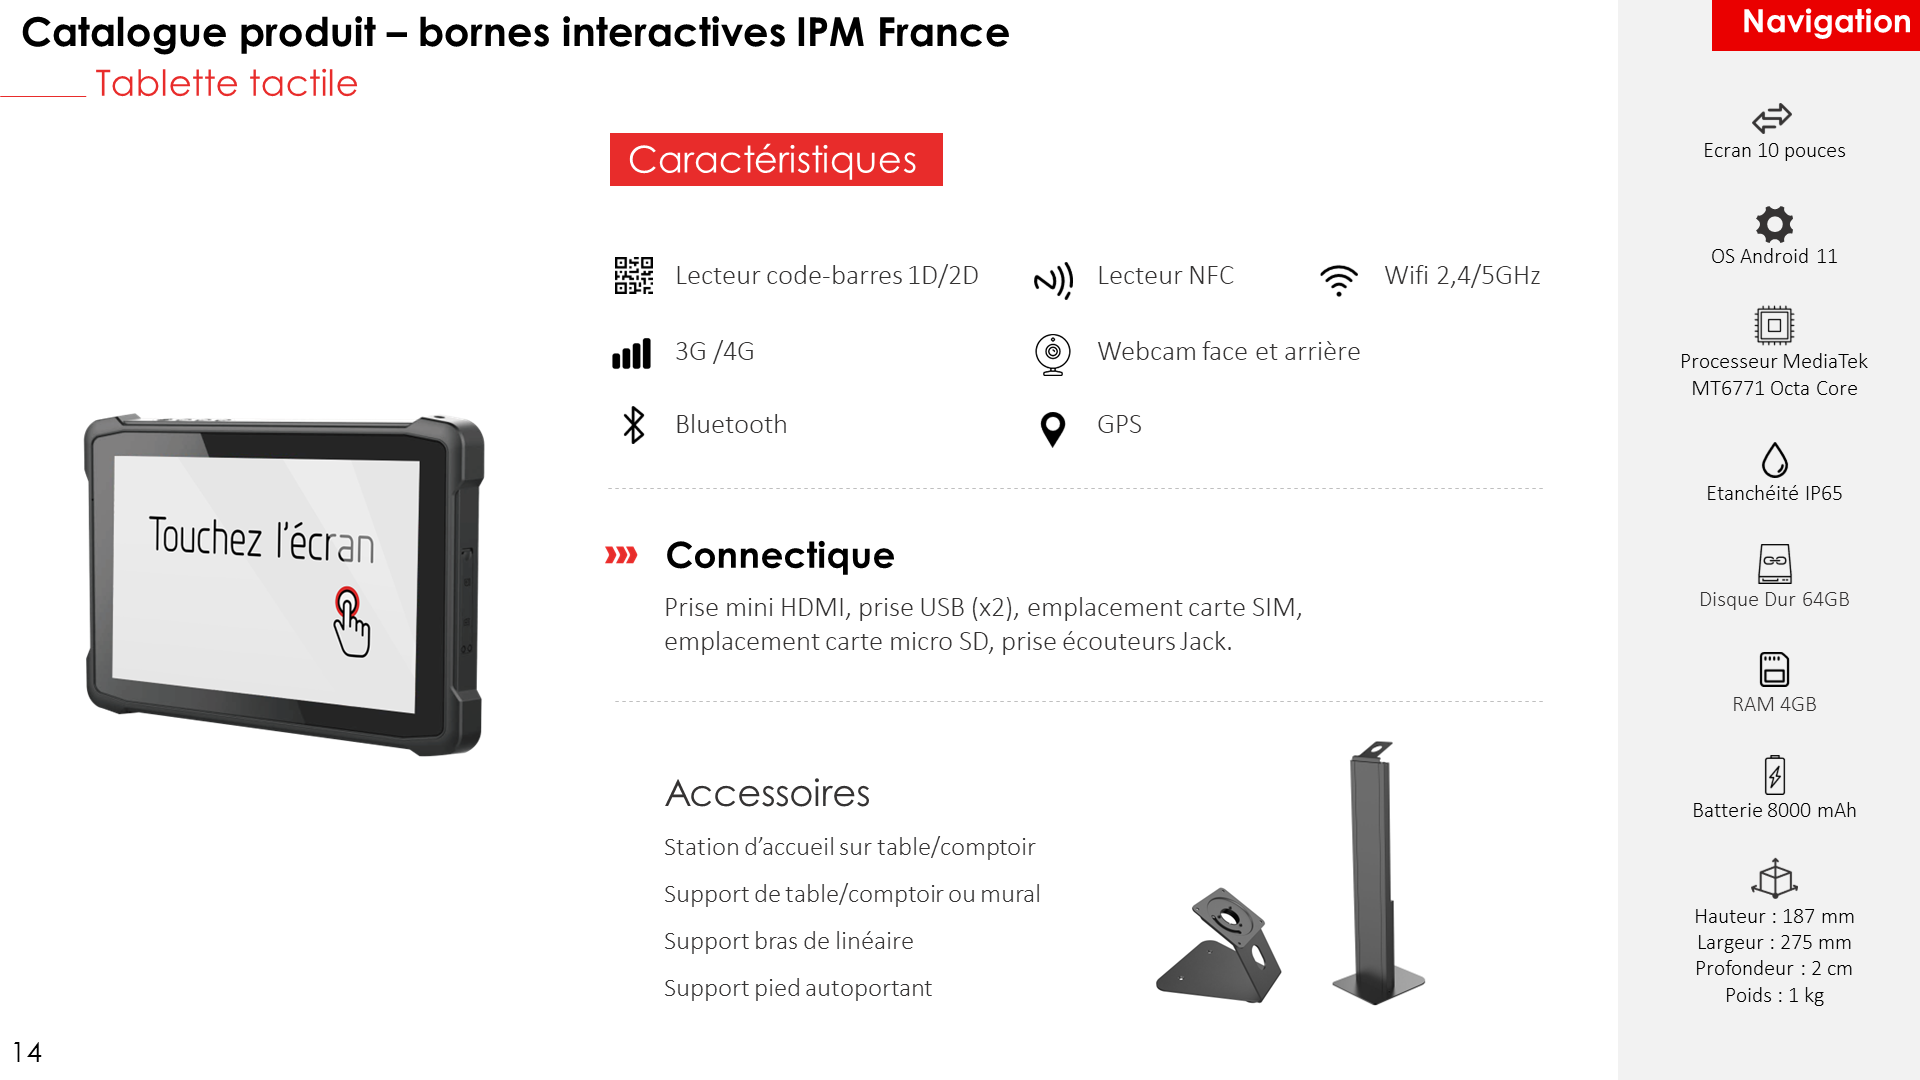 Catalogue produit – bornes interactives IPM France
Tablette tactile
Navigation
Caractéristiques
Lecteur code-barres 1D/2D
Lecteur NFC
Wifi 2,4/5GHz
3G /4G
Webcam face et arrière
Bluetooth
GPS
Touchez l'écran
Connectique
Prise mini HDMI, prise USB (x2), emplacement carte SIM,
emplacement carte micro SD, prise écouteurs Jack.
Accessoires
Station d’accueil sur table/comptoir
Support de table/comptoir ou mural
Support bras de linéaire
Support pied autoportant
Ecran 10 pouces
OS Android 11
Processeur MediaTek
MT6771 Octa Core
Etanchéité IP65
Disque Dur 64GB
RAM 4GB
Batterie 8000 mAh
Hauteur : 187 mm
Largeur : 275 mm
Profondeur : 2 cm
Poids : 1 kg
14